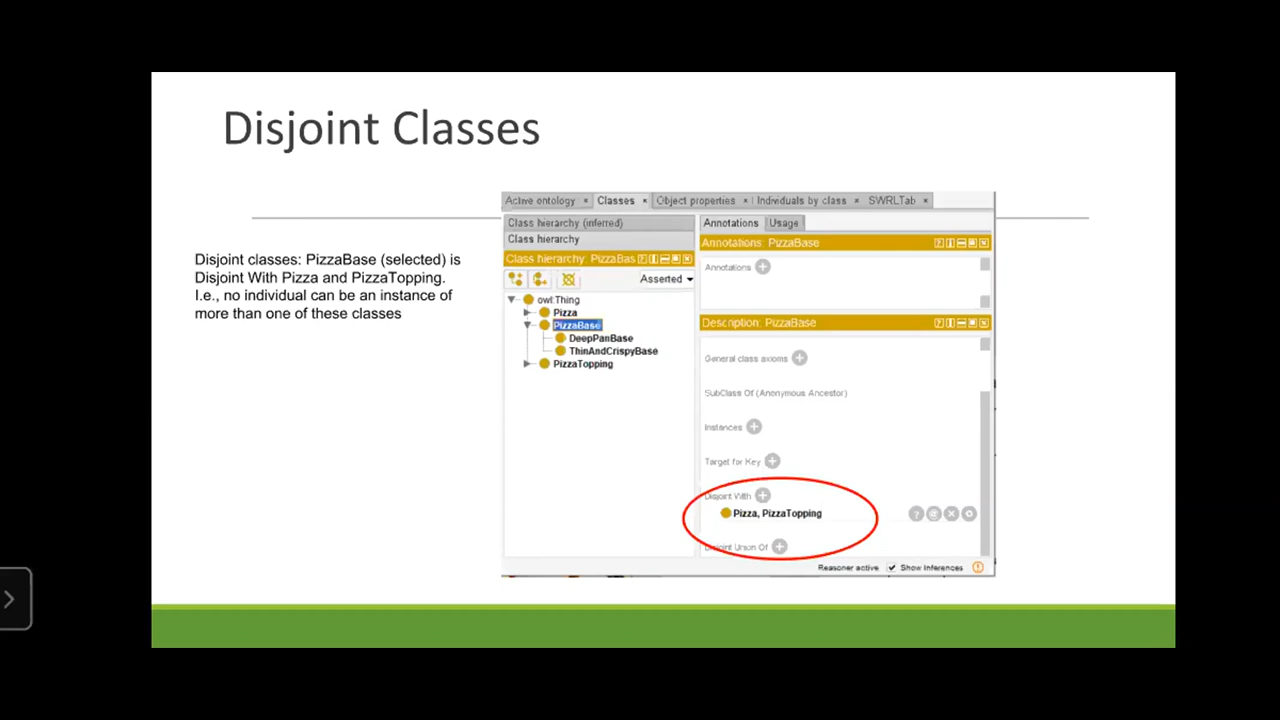 Disjoint Classes
Disjoint classes: PizzaBase (selected) is
Disjoint With Pizza and PizzaTopping.
I.e., no individual can be an instance of
more than one of these classes
Active ontology × Classes × Object properties × Individuals by class × SWRLTab ×
Class hierarchy (inferred)
Class hierarchy
Class hierarchy: PizzaBas
Asserted
owl:Thing
Pizza
PizzaBase
DeepPanBase
ThinAndCrispyBase
PizzaTopping
Annotations Usage
Annotations: PizzaBase
Annotations
Description: PizzaBase
General class axioms
SubClass Of (Anonymous Ancestor)
Instances
Target for Key
Disjoint With
Pizza, PizzaTopping
Disjoint Union Of
Reasoner active Show Inferences